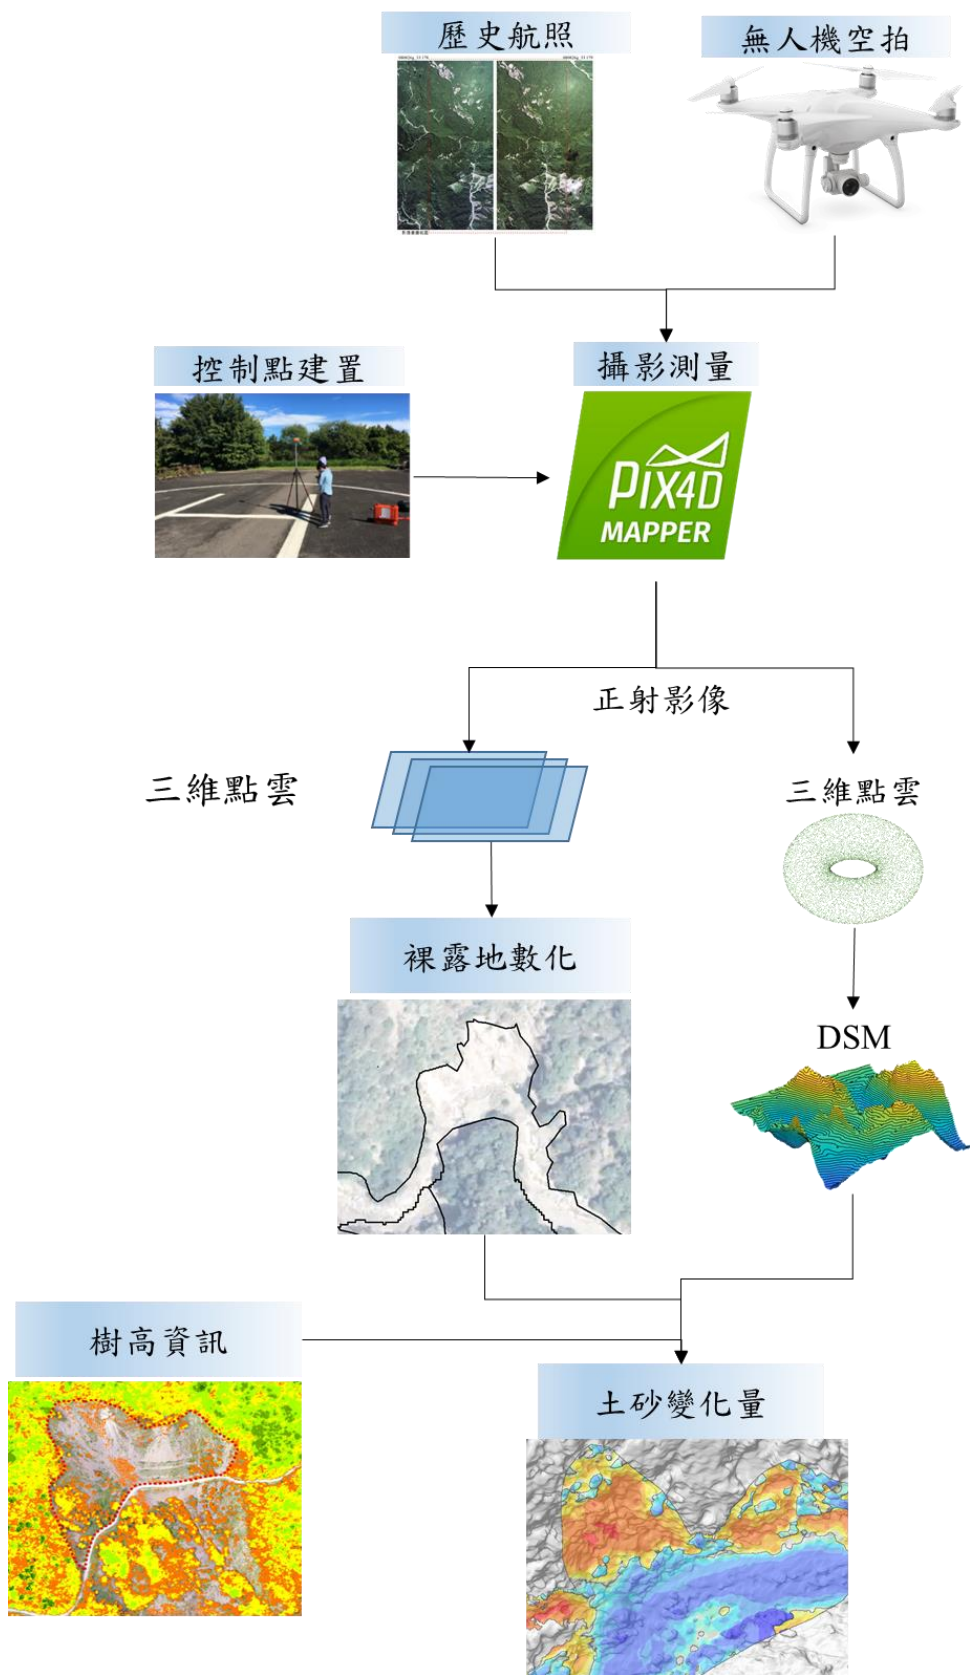 歷史航照
無人機空拍
控制點建置
攝影測量
PIX4D
MAPPER
正射影像
三維點雲
三維點雲
裸露地數化
DSM
樹高資訊
土砂變化量